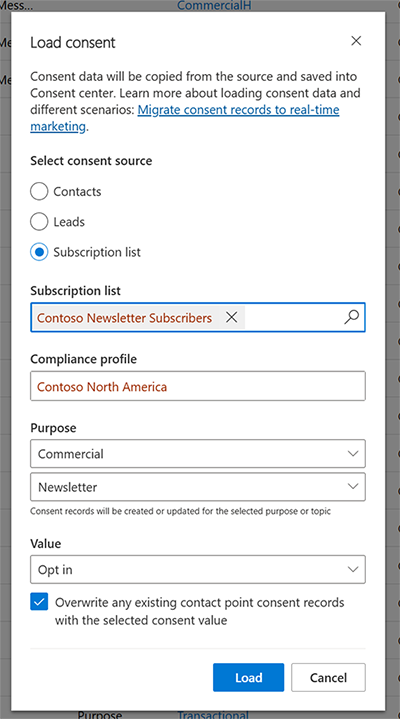 Mess...
CommercialH
Load consent
Me
Me
Consent data will be copied from the source and saved into
Consent center. Learn more about loading consent data and
different scenarios: Migrate consent records to real-time
marketing.
Select consent source
Contacts
Leads
Subscription list
Subscription list
Contoso Newsletter Subscribers
Compliance profile
Contoso North America
Purpose
Commercial
Newsletter
Consent records will be created or updated for the selected purpose or topic
Value
Opt in
Overwrite any existing contact point consent records
with the selected consent value
Load
Cancel
Purpose
Transactional